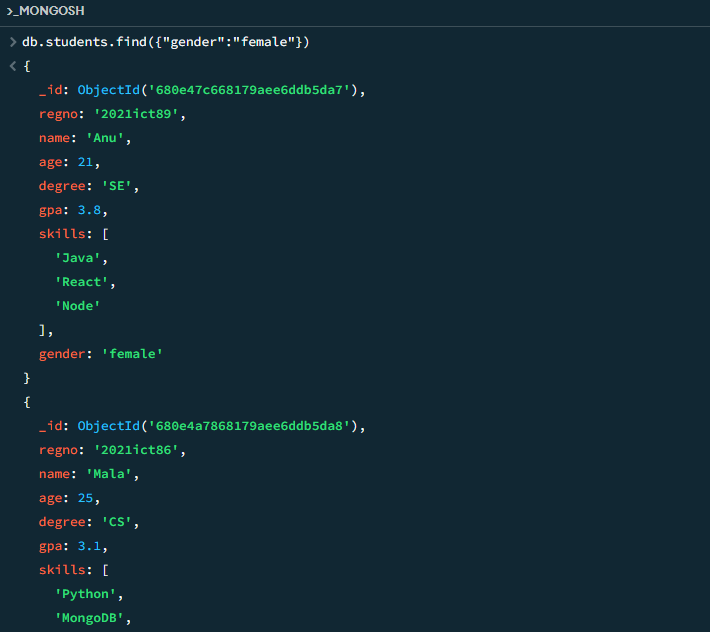 >_MONGOSH
> db.students.find({"gender":"female"})
< {
_id: ObjectId('680e47c668179aee6ddb5da7'),
regno: '2021ict89',
name: 'Anu',
age: 21,
degree: 'SE',
gpa: 3.8,
skills: [
'Java',
'React',
'Node'
],
gender: 'female'
}
{
_id: ObjectId('680e4a7868179aee6ddb5da8'),
regno: '2021ict86',
name: 'Mala',
age: 25,
degree: 'CS',
gpa: 3.1,
skills: [
'Python',
'MongoDB',